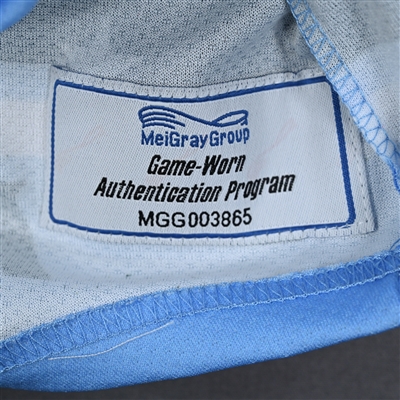 MeiGrayGroup
Game-Worn
Authentication Program
MGG003865